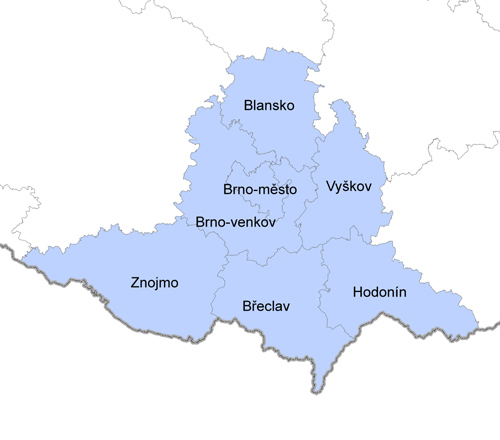 Blansko
Brno-město
Vyškov
Brno-venkov
Znojmo
Břeclav
Hodonín